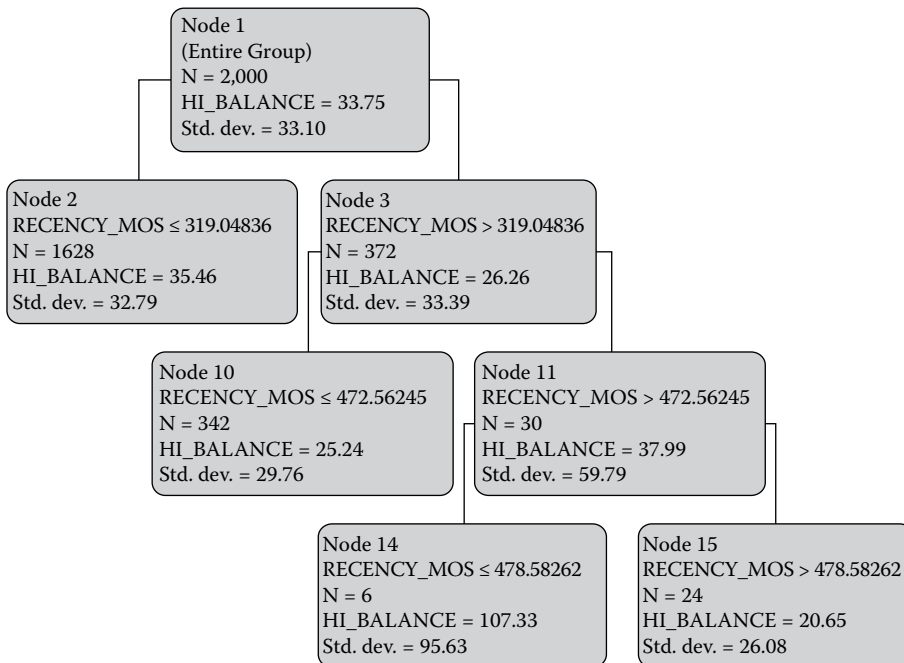 Node 1
(Entire Group)
N = 2,000
HI_BALANCE = 33.75
Std. dev. = 33.10
Node 2
RECENCY_MOS ≤ 319.04836
N = 1628
HI_BALANCE = 35.46
Std. dev. = 32.79
Node 3
RECENCY_MOS > 319.04836
N = 372
HI_BALANCE = 26.26
Std. dev. = 33.39
Node 10
RECENCY_MOS ≤ 472.56245
N = 342
HI_BALANCE = 25.24
Std. dev. = 29.76
Node 11
RECENCY_MOS > 472.56245
N = 30
HI_BALANCE = 37.99
Std. dev. = 59.79
Node 14
RECENCY_MOS ≤ 478.58262
N = 6
HI_BALANCE = 107.33
Std. dev. = 95.63
Node 15
RECENCY_MOS > 478.58262
N = 24
HI_BALANCE = 20.65
Std. dev. = 26.08